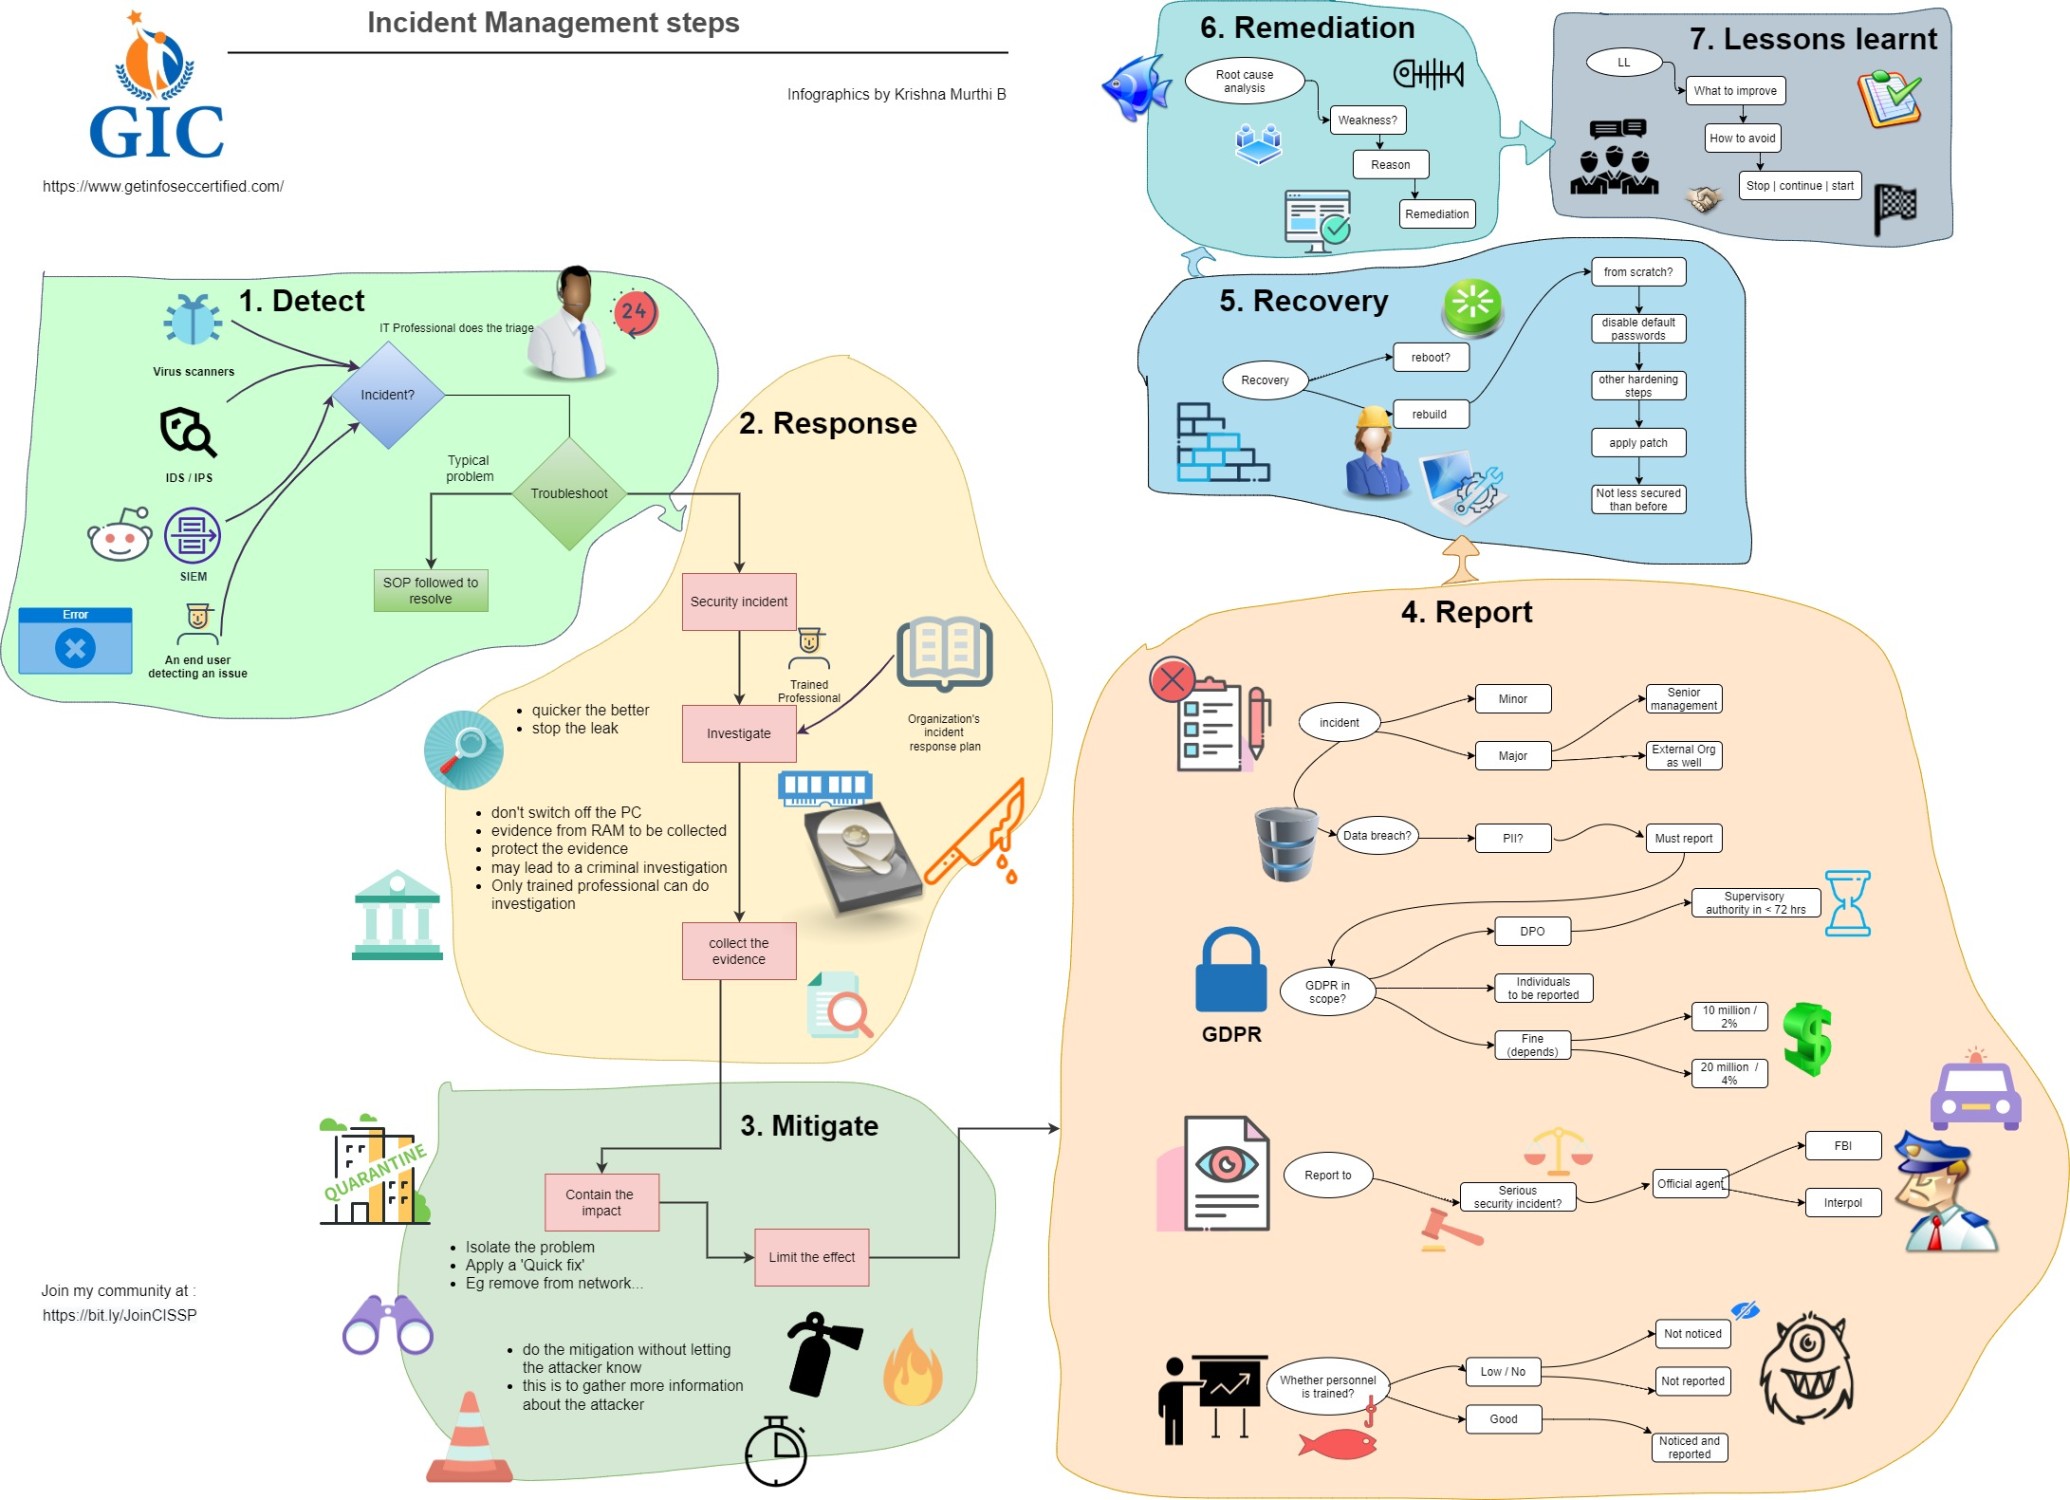 Incident Management steps
Infographics by Krishna Murthi B
GIC
https://www.getinfoseccertified.com/
1. Detect
IT Professional does the triage
24
Virus scanners
Incident?
IDS / IPS
Typical
problem
Troubleshoot
SIEM
SOP followed to
resolve
Error
An end user
detecting an issue
2. Response
Security incident
Trained
Professional
Organization's
incident
response plan
quicker the better
stop the leak
Investigate
don't switch off the PC
evidence from RAM to be collected
protect the evidence
may lead to a criminal investigation
Only trained professional can do
investigation
collect the
evidence
3. Mitigate
QUARANTINE
Contain the
impact
Limit the effect
Isolate the problem
Apply a 'Quick fix'
Eg remove from network...
do the mitigation without letting
the attacker know
this is to gather more information
about the attacker
Join my community at :
https://bit.ly/JoinCISSP
4. Report
incident
Minor
Major
Senior
management
External Org
as well
Data breach?
PII?
Must report
GDPR
GDPR in
scope?
DPO
Supervisory
authority in < 72 hrs
Individuals
to be reported
Fine
(depends)
10 million /
2%
20 million /
4%
Report to
Serious
security incident?
Official agent
FBI
Interpol
Whether personnel
is trained?
Low / No
Good
Not noticed
Not reported
Noticed and
reported
5. Recovery
Recovery
reboot?
rebuild
from scratch?
disable default
passwords
other hardening
steps
apply patch
Not less secured
than before
6. Remediation
Root cause
analysis
Weakness?
Reason
Remediation
7. Lessons learnt
LL
What to improve
How to avoid
Stop | continue | start